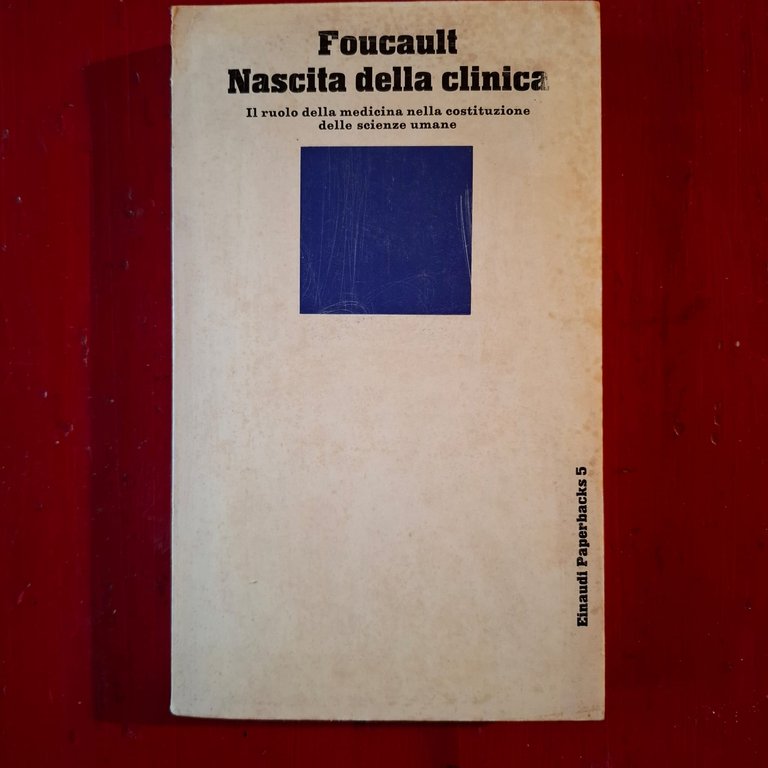 Foucault
Nascita della clinica
Il ruolo della medicina nella costituzione
delle scienze umane
Einaudi Paperbacks 5